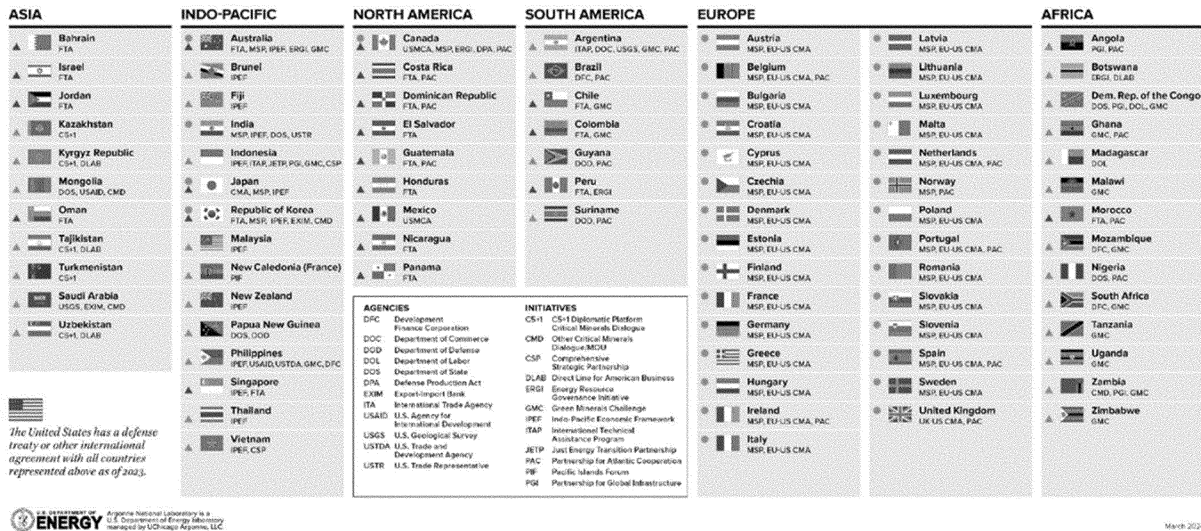 ASIA
Bahrain
FTA
Israel
FTA
Jordan
FTA
Kazakhstan
C5+1
Kyrgyz Republic
C5+1, DLAB
Mongolia
DOS, USAID, CMD
Oman
FTA
Tajikistan
C5+1, DLAB
Turkmenistan
C5+1
Saudi Arabia
USGS, EXIM, CMD
Uzbekistan
C5+1, DLAB
The United States has a defense
treaty or other international
agreement with all countries
represented above as of 2023.
INDO-PACIFIC
Australia
FTA, MSP, IPEF, ERGI, GMC
Brunei
IPEF
Fiji
IPEF
India
MSP, IPEF, DOS, USTR
Indonesia
IPEF, ITAP, JETP, PGI, GMC, CSP
Japan
CMA, MSP, IPEF
Republic of Korea
FTA, MSP, IPEF, EXIM, CMD
Malaysia
IPEF
New Caledonia (France)
PIF
New Zealand
IPEF
Papua New Guinea
DOS, DOD
Philippines
IPEF, USAID, USTDA, GMC, DFC
Singapore
IPEF, FTA
Thailand
IPEF
Vietnam
IPEF, CSP
NORTH AMERICA
Canada
USMCA, MSP, ERGI, DPA, PAC
Costa Rica
FTA, PAC
Dominican Republic
FTA, PAC
El Salvador
FTA
Guatemala
FTA, PAC
Honduras
FTA
Mexico
USMCA
Nicaragua
FTA
Panama
FTA
SOUTH AMERICA
Argentina
ITAP, DOC, USGS, GMC, PAC
Brazil
DFC, PAC
Chile
FTA, GMC
Colombia
FTA, GMC
Guyana
DOD, PAC
Peru
FTA, ERGI
Suriname
DOD, PAC
AGENCIES
DFC Development
Finance Corporation
DOC Department of Commerce
DOD Department of Defense
DOL Department of Labor
DOS Department of State
DPA Defense Production Act
EXIM Export-Import Bank
ITA International Trade Agency
USAID U.S. Agency for
International Development
USGS U.S. Geological Survey
USTDA U.S. Trade and
Development Agency
USTR U.S. Trade Representative
INITIATIVES
C5+1 C5+1 Diplomatic Platform
Critical Minerals Dialogue
CMD Other Critical Minerals
Dialogue/MOU
CSP Comprehensive
Strategic Partnership
DLAB Direct Line for American Business
ERGI Energy Resource
Governance Initiative
GMC Green Minerals Challenge
IPEF Indo-Pacific Economic Framework
ITAP International Technical
Assistance Program
JETP Just Energy Transition Partnership
PAC Partnership for Atlantic Cooperation
PIF Pacific Islands Forum
PGI Partnership for Global Infrastructure
EUROPE
Austria
MSP, EU-US CMA
Belgium
MSP, EU-US CMA, PAC
Bulgaria
MSP, EU-US CMA
Croatia
MSP, EU-US CMA
Cyprus
MSP, EU-US CMA
Czechia
MSP, EU-US CMA
Denmark
MSP, EU-US CMA
Estonia
MSP, EU-US CMA
Finland
MSP, EU-US CMA
France
MSP, EU-US CMA
Germany
MSP, EU-US CMA
Greece
MSP, EU-US CMA
Hungary
MSP, EU-US CMA
Ireland
MSP, EU-US CMA, PAC
Italy
MSP, EU-US CMA
Latvia
MSP, EU-US CMA
Lithuania
MSP, EU-US CMA
Luxembourg
MSP, EU-US CMA
Malta
MSP, EU-US CMA
Netherlands
MSP, EU-US CMA, PAC
Norway
MSP, PAC
Poland
MSP, EU-US CMA
Portugal
MSP, EU-US CMA, PAC
Romania
MSP, EU-US CMA
Slovakia
MSP, EU-US CMA
Slovenia
MSP, EU-US CMA
Spain
MSP, EU-US CMA, PAC
Sweden
MSP, EU-US CMA
United Kingdom
UK US CMA, PAC
AFRICA
Angola
PGI, PAC
Botswana
ERGI, DLAB
Dem. Rep. of the Congo
DOS, PGI, DOL, GMC
Ghana
GMC, PAC
Madagascar
DOL
Malawi
GMC
Morocco
FTA, PAC
Mozambique
DFC, GMC
Nigeria
DOS, PAC
South Africa
DFC, GMC
Tanzania
GMC
Uganda
GMC
Zambia
CMD, PGI, GMC
Zimbabwe
GMC
U.S. DEPARTMENT OF
ENERGY
Argonne National Laboratory is a
U.S. Department of Energy laboratory
managed by UChicago Argonne, LLC.
March